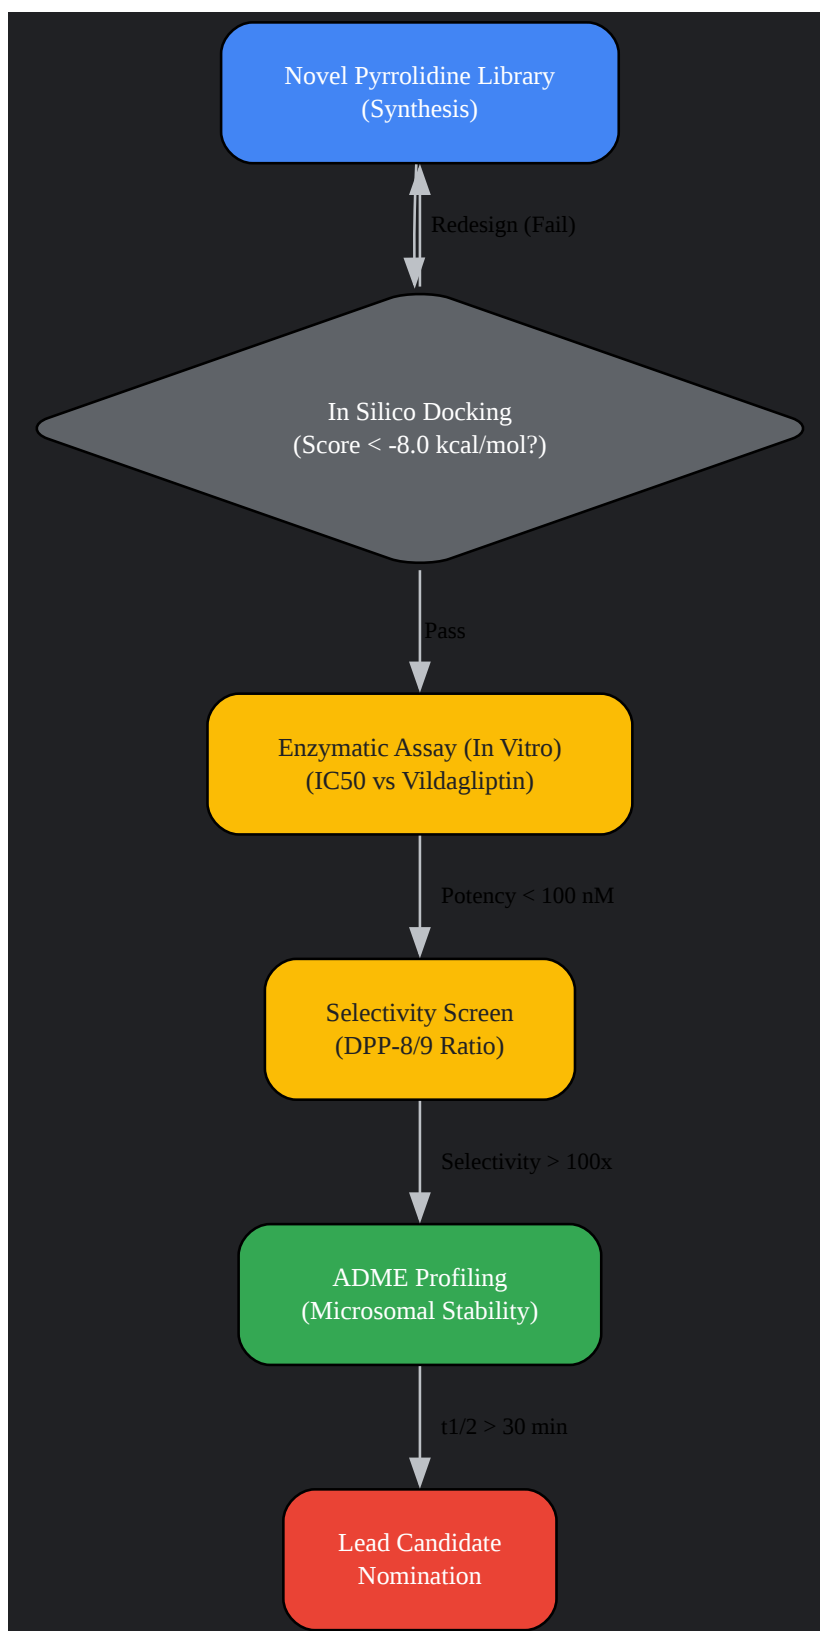 Novel Pyrrolidine Library
(Synthesis)
Redesign (Fail)
In Silico Docking
(Score < -8.0 kcal/mol?)
Pass
Enzymatic Assay (In Vitro)
(IC50 vs Vildagliptin)
Potency < 100 nM
Selectivity Screen
(DPP-8/9 Ratio)
Selectivity > 100x
ADME Profiling
(Microsomal Stability)
t1/2 > 30 min
Lead Candidate
Nomination